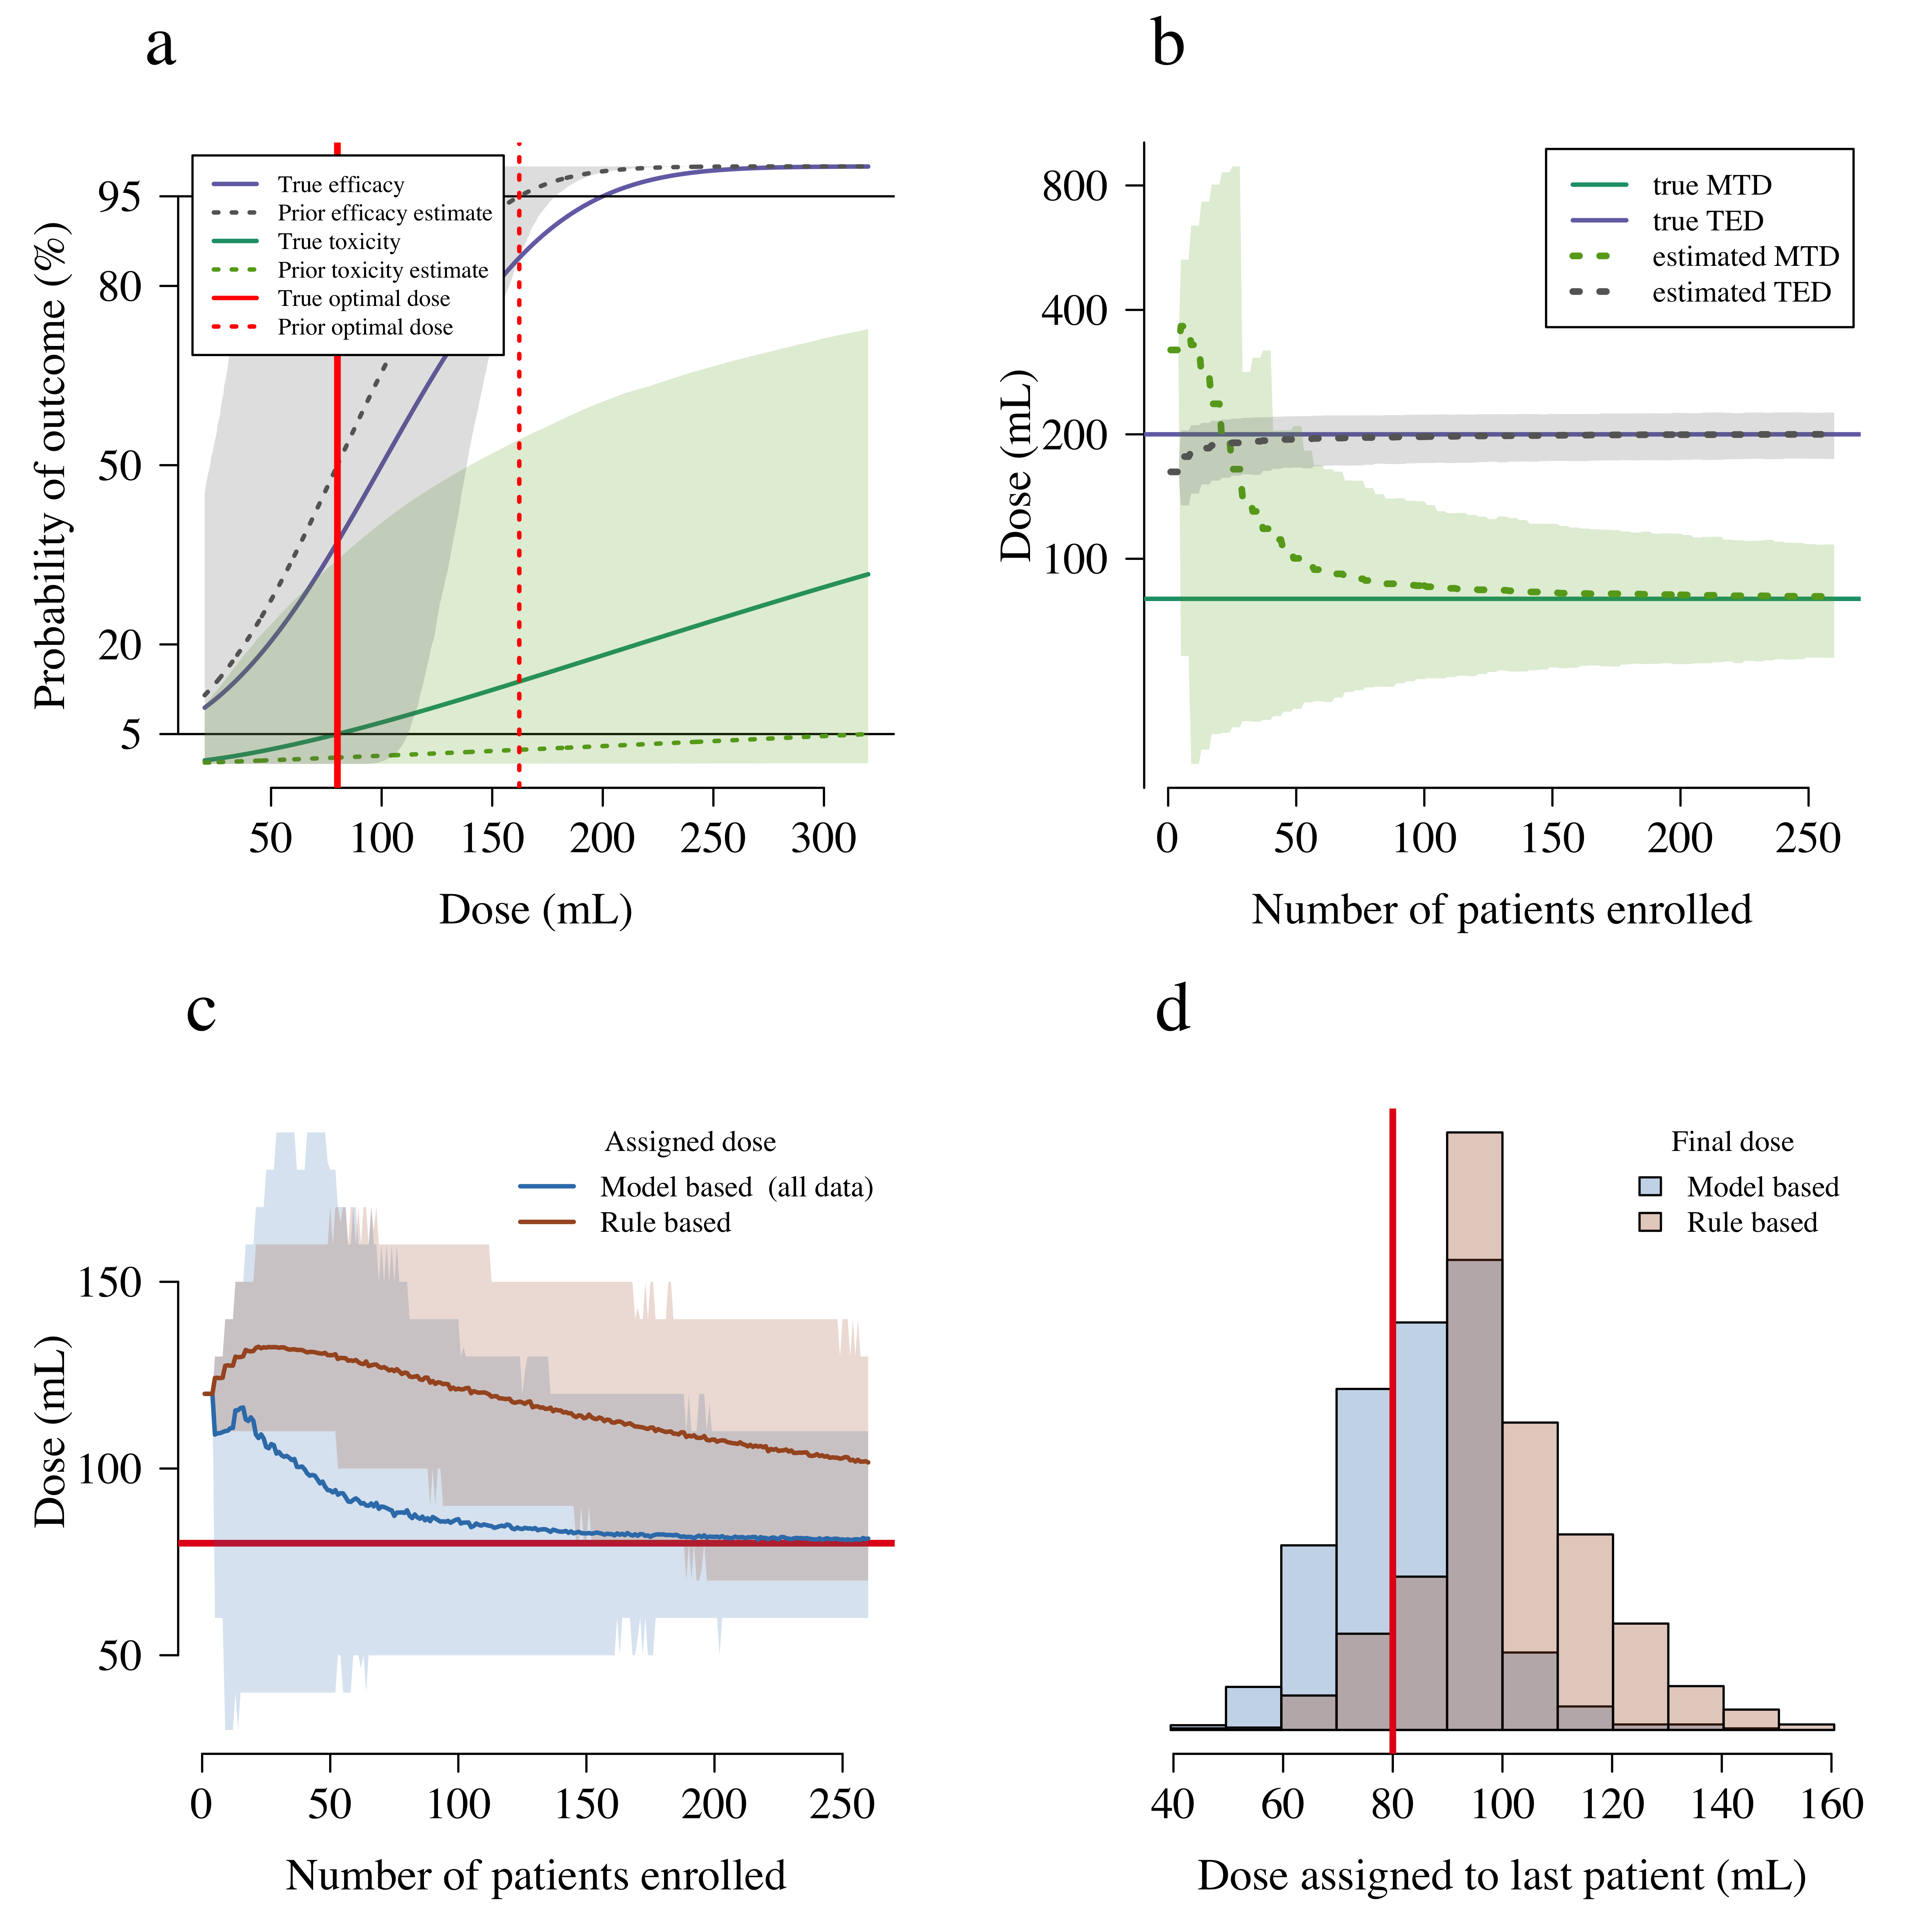 a
Probability of outcome (%)
95
80
50
20
5
True efficacy
Prior efficacy estimate
True toxicity
Prior toxicity estimate
True optimal dose
Prior optimal dose
50 100 150 200 250 300
Dose (mL)
b
Dose (mL)
800
400
200
100
true MTD
true TED
estimated MTD
estimated TED
0 50 100 150 200 250
Number of patients enrolled
c
Dose (mL)
150
100
50
Assigned dose
Model based (all data)
Rule based
0 50 100 150 200 250
Number of patients enrolled
d
Final dose
Model based
Rule based
40 60 80 100 120 140 160
Dose assigned to last patient (mL)